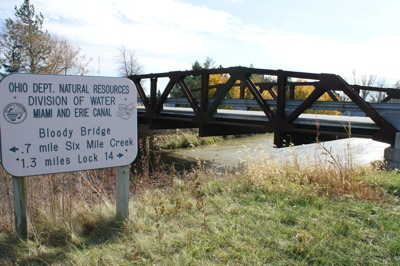 OHIO DEPT. NATURAL RESOURCES
DIVISION OF WATER
MIAMI AND ERIE CANAL
Bloody Bridge
←.7 mile Six Mile Creek
1.3 miles Lock 14→